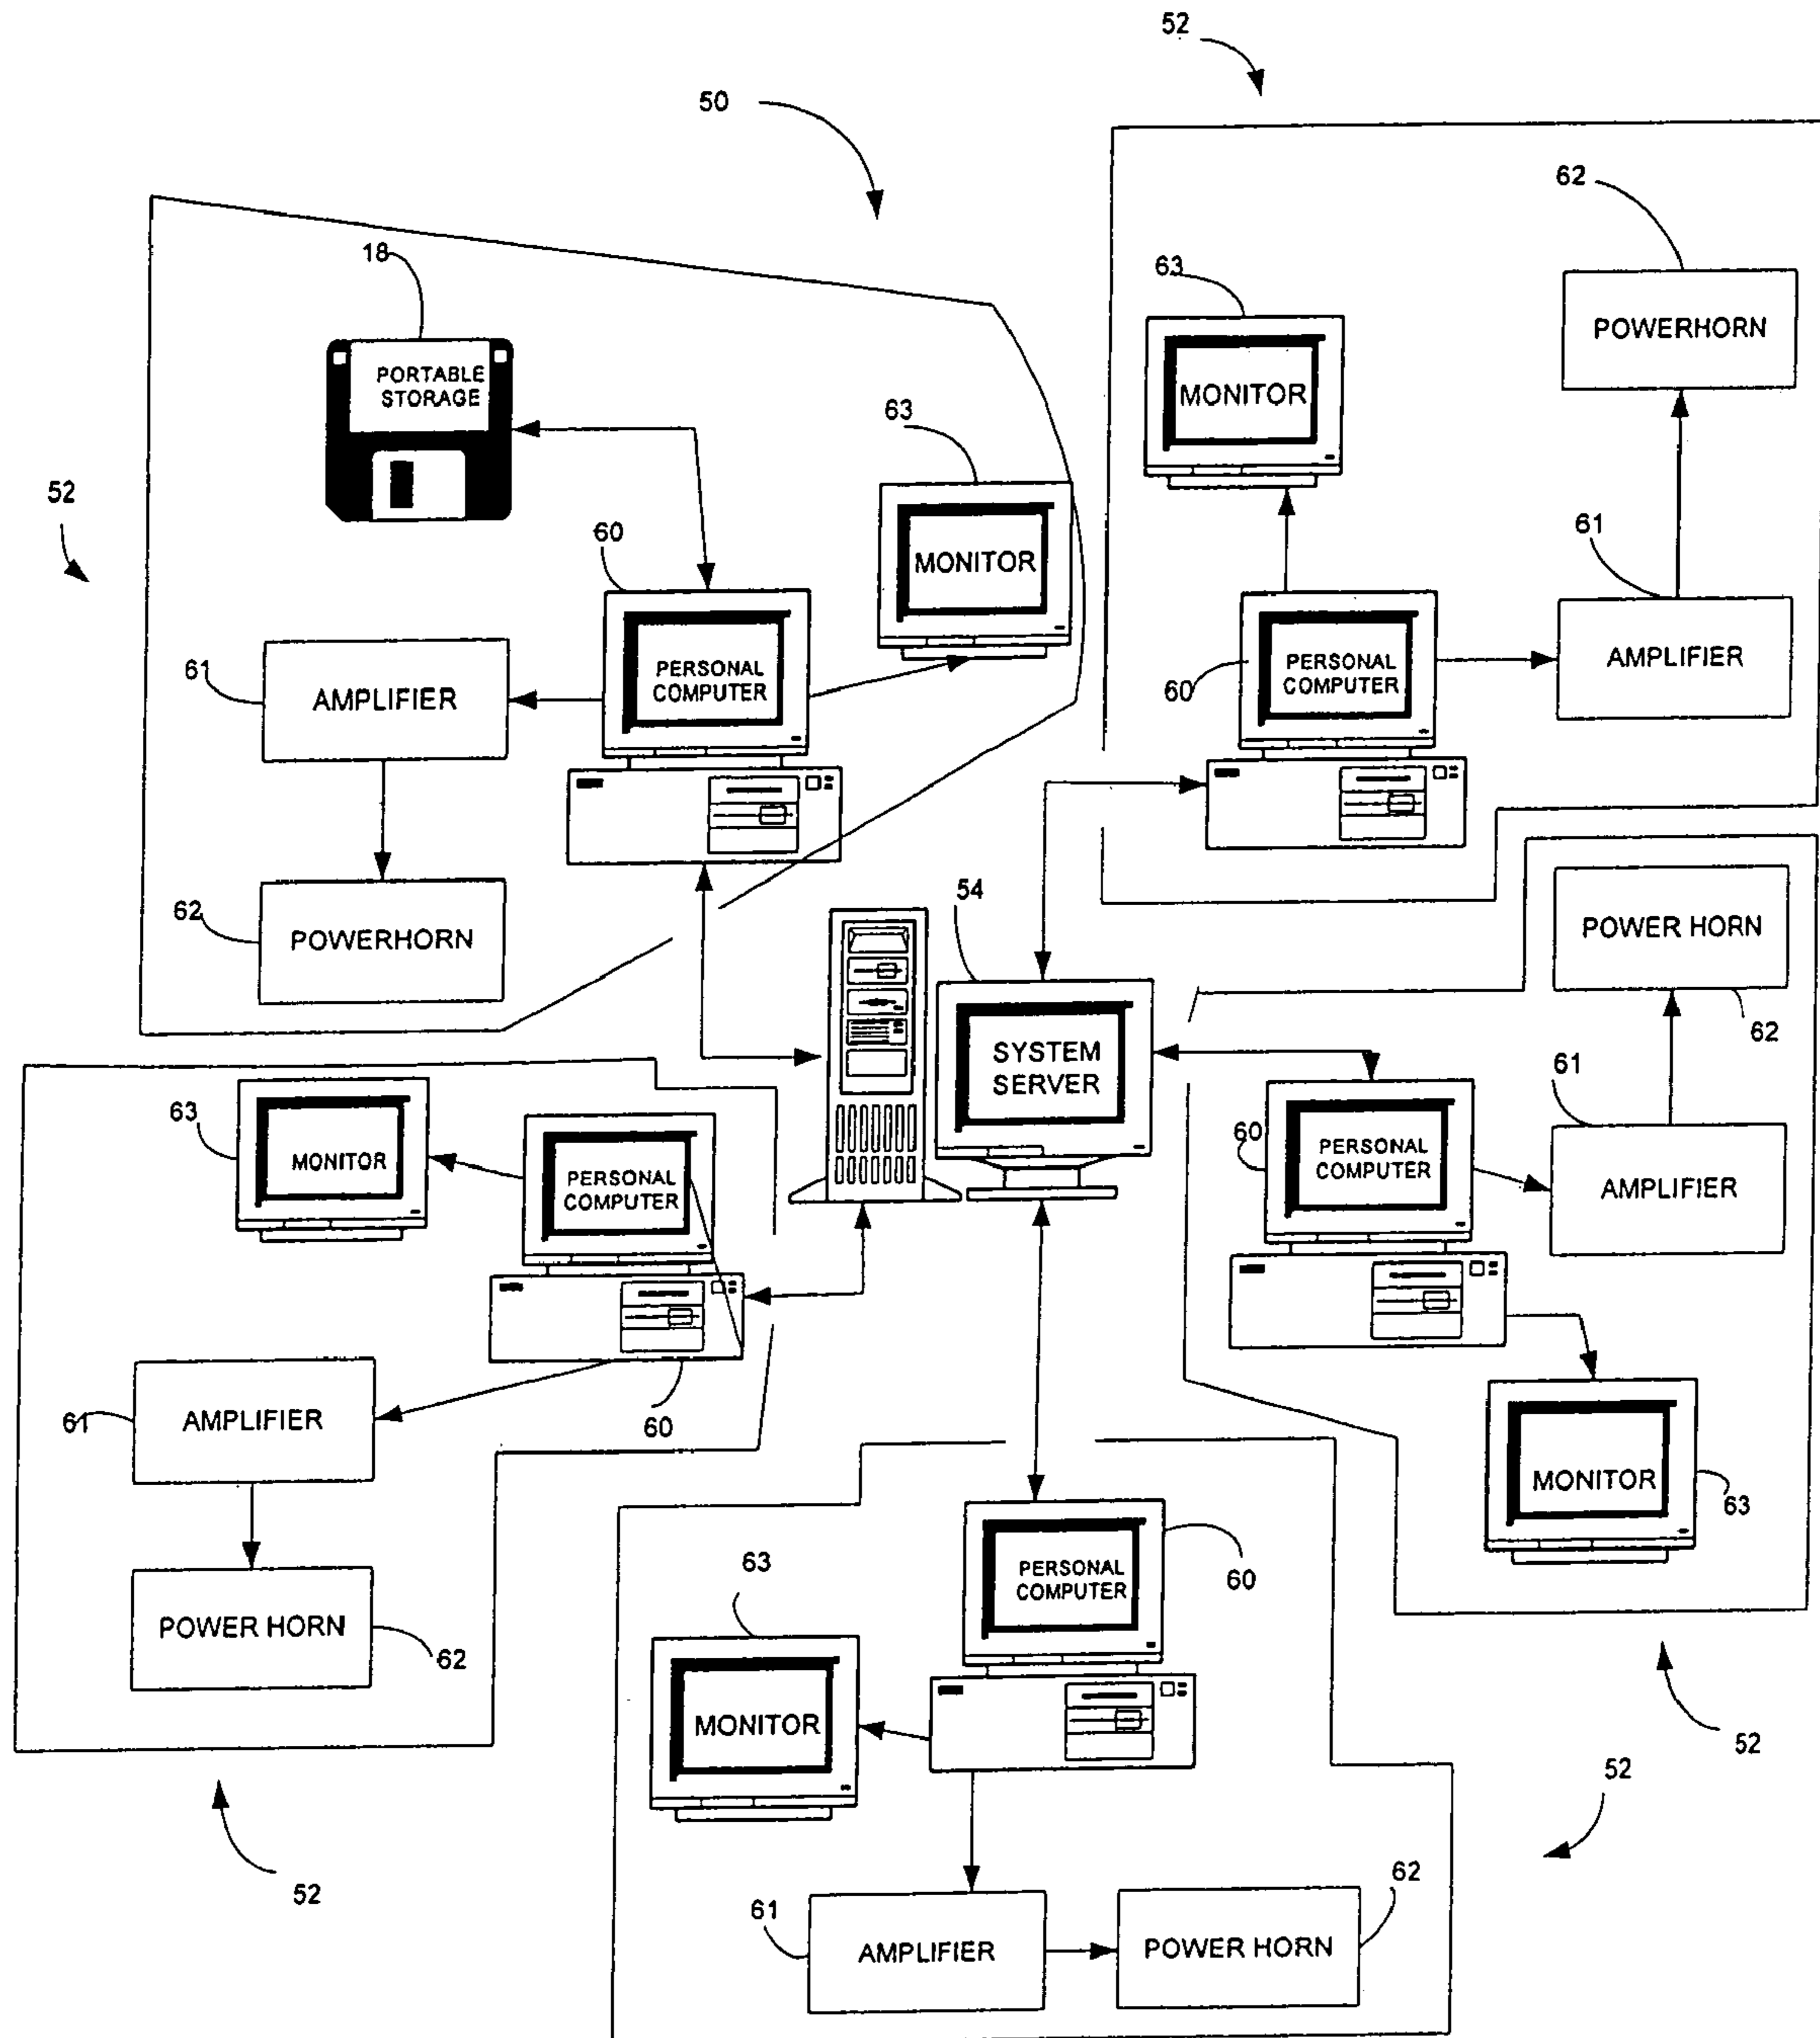 52
50
62
18
63
POWERHORN
PORTABLE
STORAGE
MONITOR
63
52
60
61
MONITOR
61
AMPLIFIER
PERSONAL
COMPUTER
60
PERSONAL
COMPUTER
AMPLIFIER
54
62
POWERHORN
POWER HORN
62
SYSTEM
SERVER
61
63
MONITOR
PERSONAL
COMPUTER
60
PERSONAL
COMPUTER
AMPLIFIER
61
AMPLIFIER
60
MONITOR
63
POWER HORN
62
63
PERSONAL
COMPUTER
60
MONITOR
52
52
52
61
AMPLIFIER
62
POWER HORN